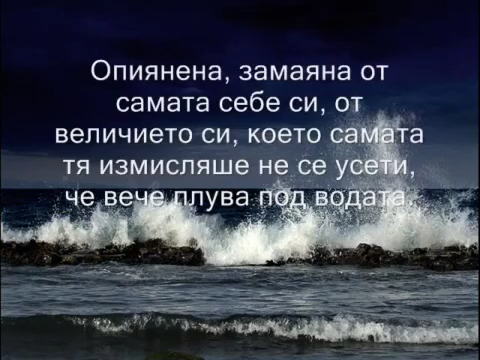 Опиянена, замаяна от
самата себе си, от
величието си, което самата
тя измисляше не се усети,
че вече плува под водата.